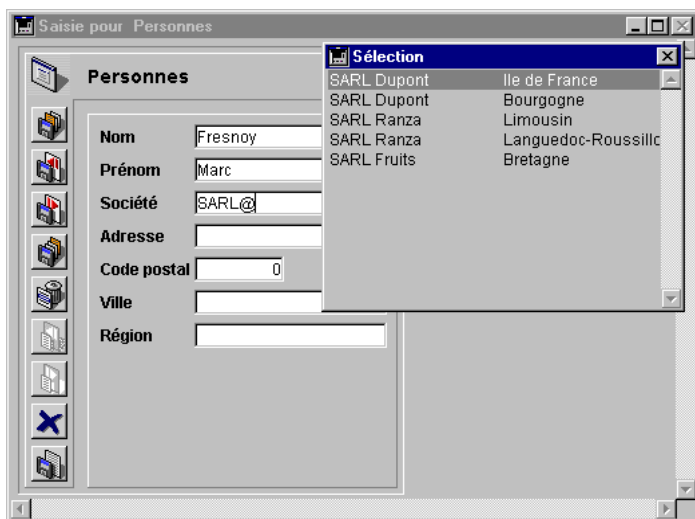 Saisie pour Personnes
Sélection
Personnes
SARL Dupont Ile de France
SARL Dupont Bourgogne
SARL Ranza Limousin
SARL Ranza Languedoc-Roussillo
SARL Fruits Bretagne
Nom Fresnoy
Prénom Marc
Société SARL@
Adresse
Code postal 0
Ville
Région